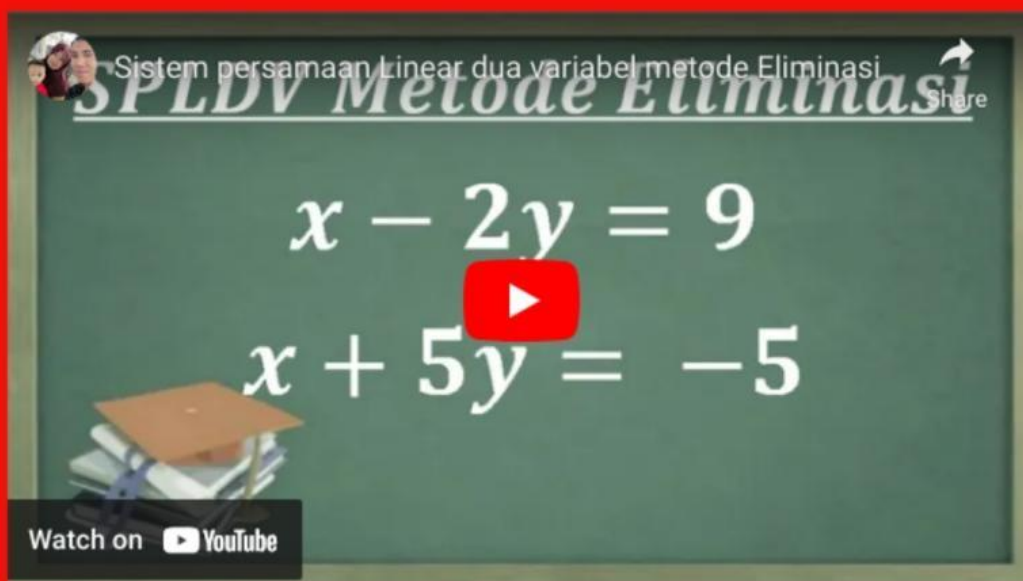 Sistem persamaan Linear dua variabel metode Eliminasi
Share
SPLDV Metode Eliminasi
x − 2y = 9
x + 5y = −5
Watch on YouTube